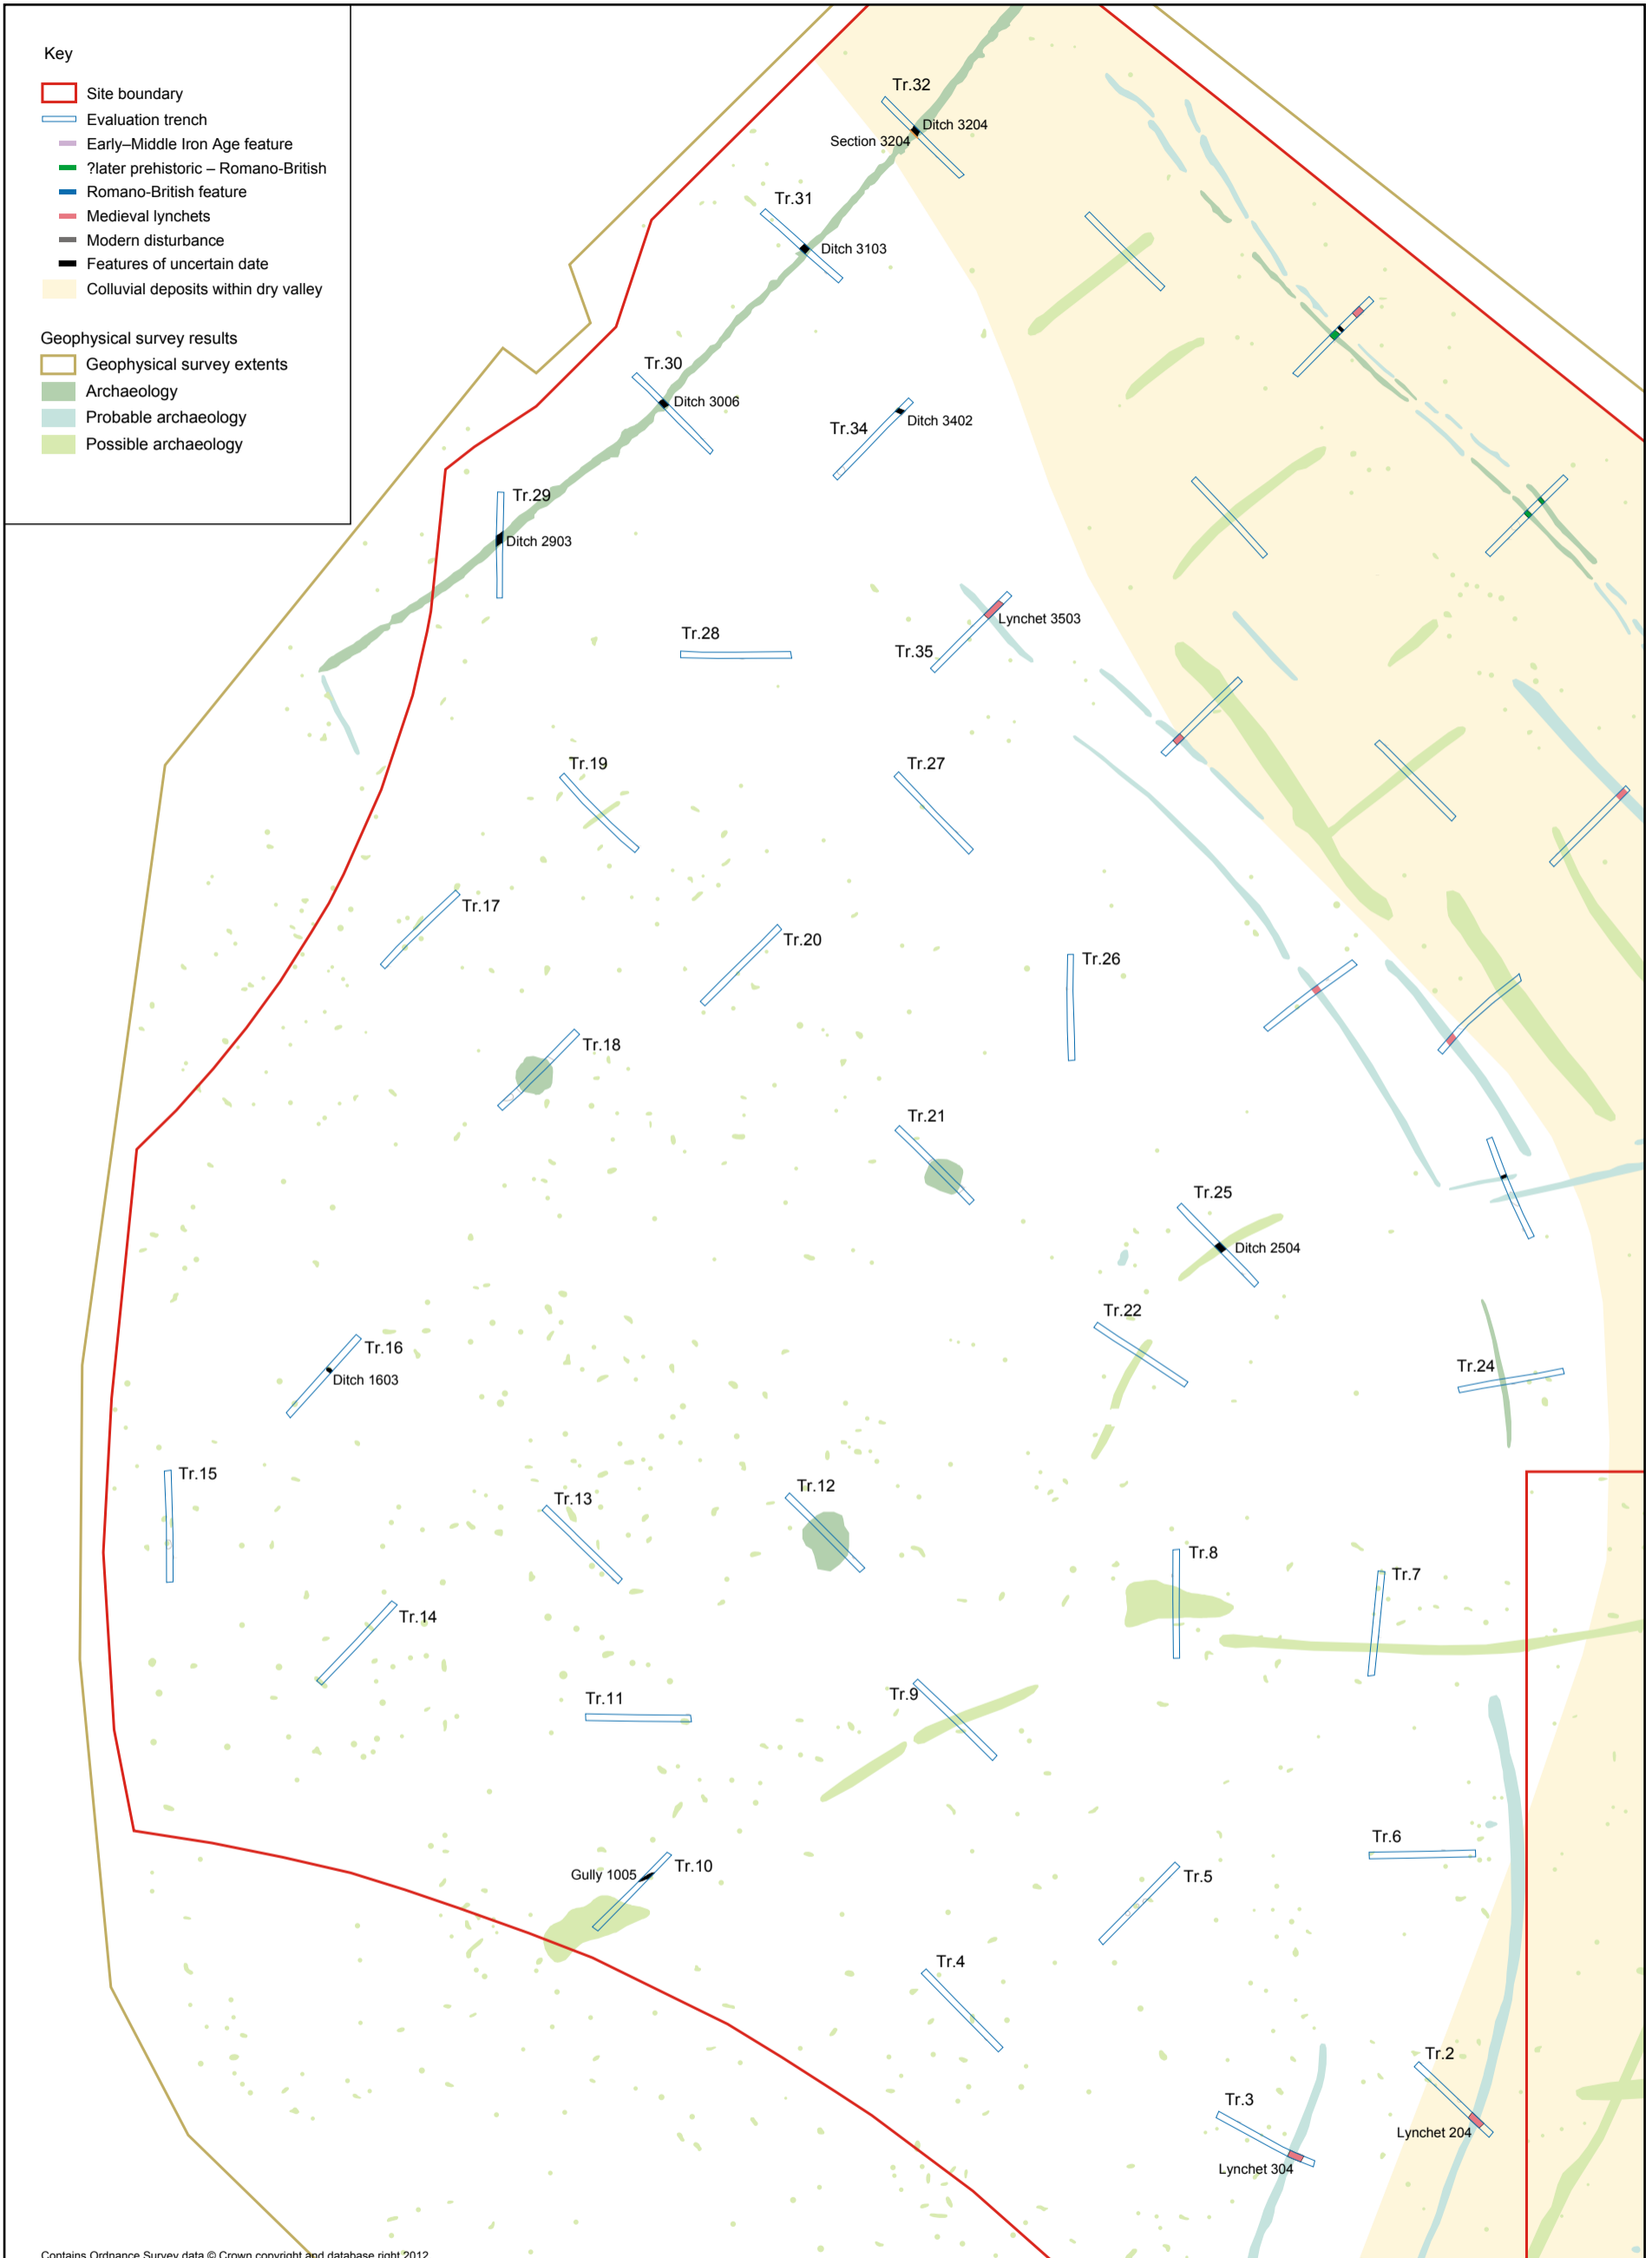 Key
Site boundary
Evaluation trench
Early–Middle Iron Age feature
?later prehistoric – Romano-British
Romano-British feature
Medieval lynchets
Modern disturbance
Features of uncertain date
Colluvial deposits within dry valley
Geophysical survey results
Geophysical survey extents
Archaeology
Probable archaeology
Possible archaeology
Tr.32
Ditch 3204
Section 3204
Tr.31
Ditch 3103
Tr.30
Ditch 3006
Tr.34
Ditch 3402
Tr.29
Ditch 2903
Tr.28
Lynchet 3503
Tr.35
Tr.19
Tr.27
Tr.17
Tr.20
Tr.26
Tr.18
Tr.21
Tr.25
Ditch 2504
Tr.22
Tr.16
Ditch 1603
Tr.24
Tr.15
Tr.13
Tr.12
Tr.8
Tr.7
Tr.14
Tr.11
Tr.9
Tr.6
Tr.10
Gully 1005
Tr.5
Tr.4
Tr.2
Tr.3
Lynchet 204
Lynchet 304
Contains Ordnance Survey data © Crown copyright and database right 2012